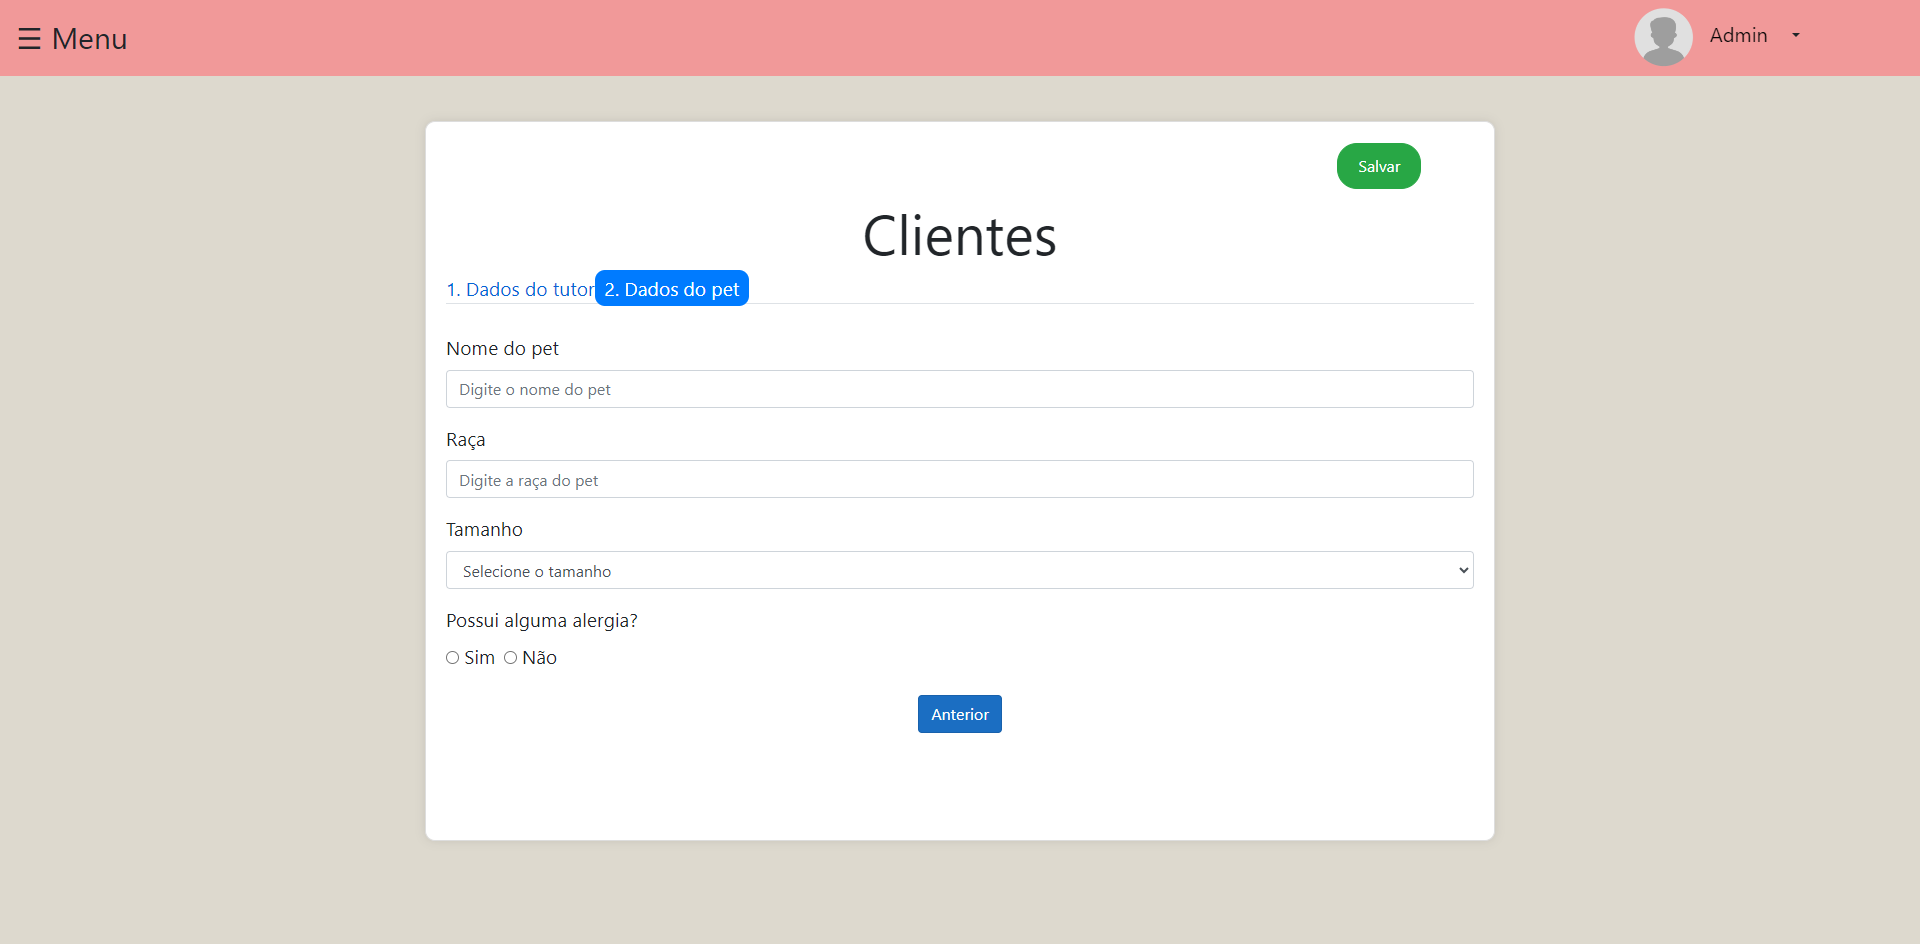 ☰ Menu
Admin
Salvar
Clientes
1. Dados do tutor 2. Dados do pet
Nome do pet
Digite o nome do pet
Raça
Digite a raça do pet
Tamanho
Selecione o tamanho
Possui alguma alergia?
Sim Não
Anterior